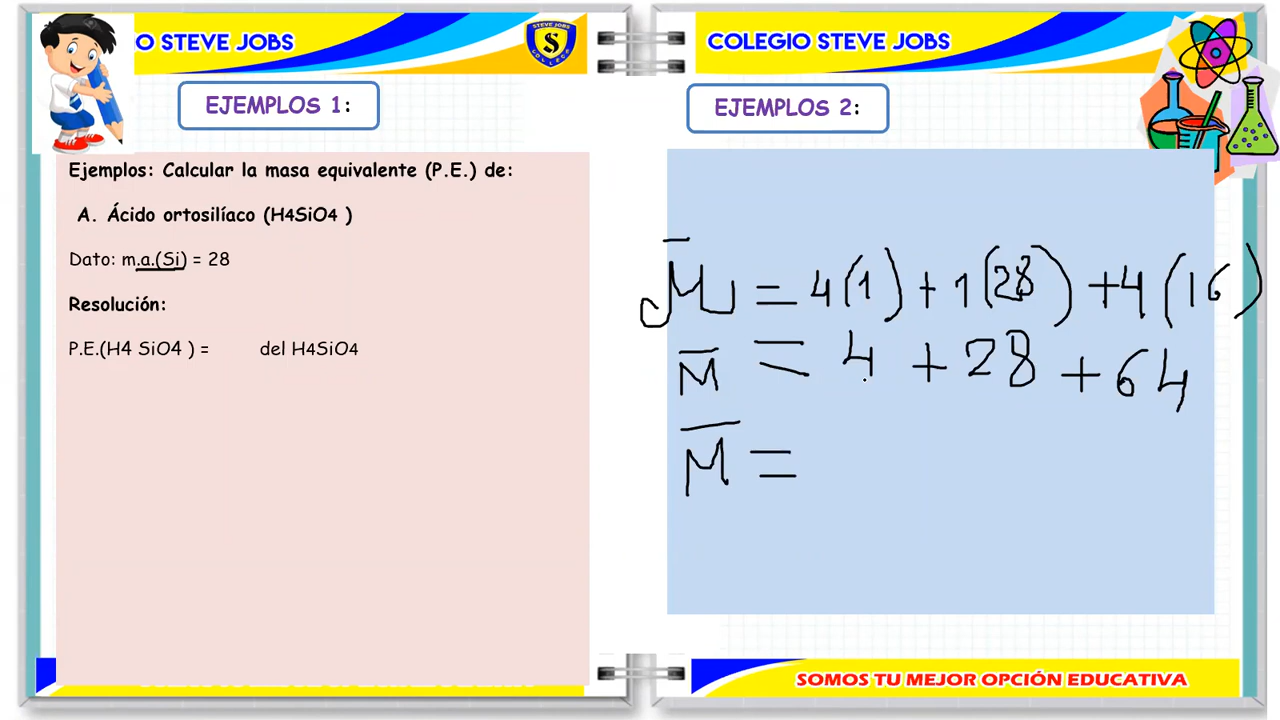 O STEVE JOBS
STEVE JOBS
S
COLLEGE
EJEMPLOS 1:
Ejemplos: Calcular la masa equivalente (P.E.) de:
A. Ácido ortosilíaco (H4SiO4 )
Dato: m.a.(Si) = 28
Resolución:
P.E.(H4 SiO4 ) = del H4SiO4
COLEGIO STEVE JOBS
EJEMPLOS 2:
M̅ = 4(1) + 1(28) + 4(16)
M̅ = 4 + 28 + 64
M̅ =
SOMOS TU MEJOR OPCIÓN EDUCATIVA